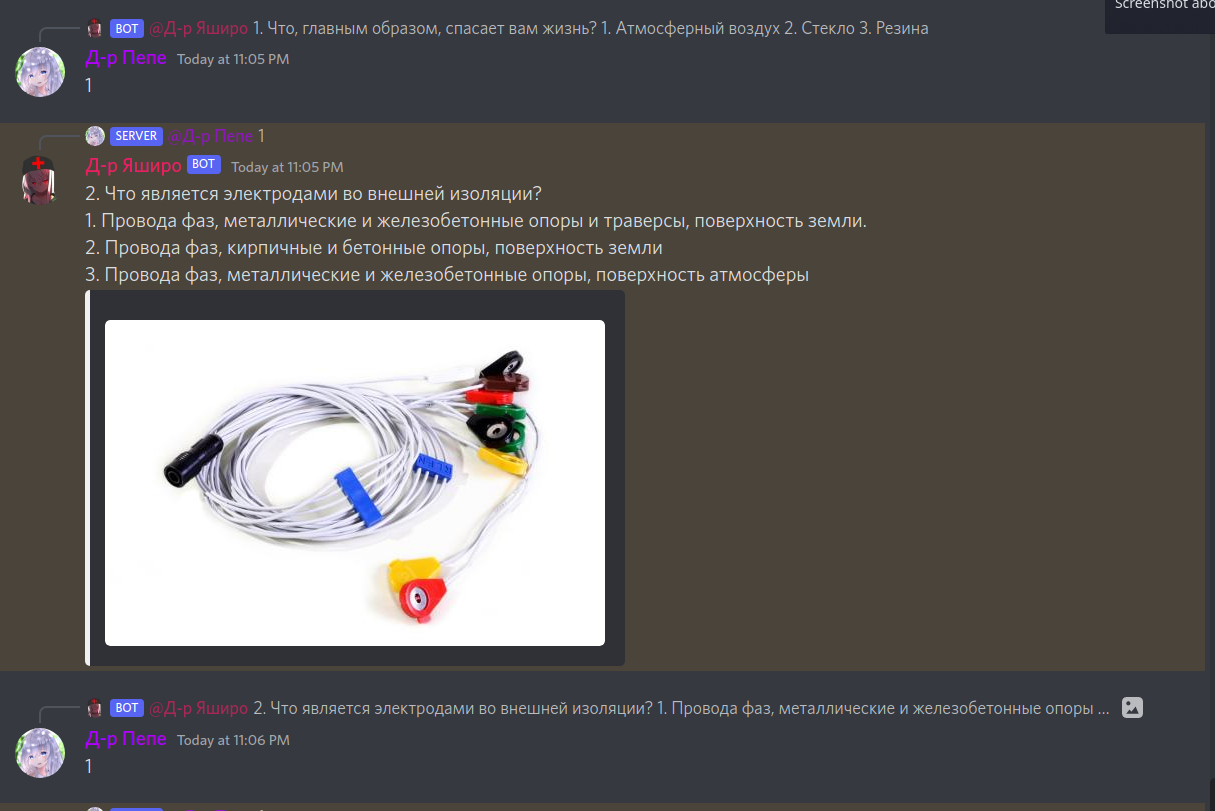 Screenshot abo
BOT @Д-р Яширо 1. Что, главным образом, спасает вам жизнь? 1. Атмосферный воздух 2. Стекло 3. Резина
Д-р Пепе Today at 11:05 PM
1
SERVER @Д-р Пепе 1
Д-р Яширо BOT Today at 11:05 PM
2. Что является электродами во внешней изоляции?
1. Провода фаз, металлические и железобетонные опоры и траверсы, поверхность земли.
2. Провода фаз, кирпичные и бетонные опоры, поверхность земли
3. Провода фаз, металлические и железобетонные опоры, поверхность атмосферы
BOT @Д-р Яширо 2. Что является электродами во внешней изоляции? 1. Провода фаз, металлические и железобетонные опоры ...
Д-р Пепе Today at 11:06 PM
1